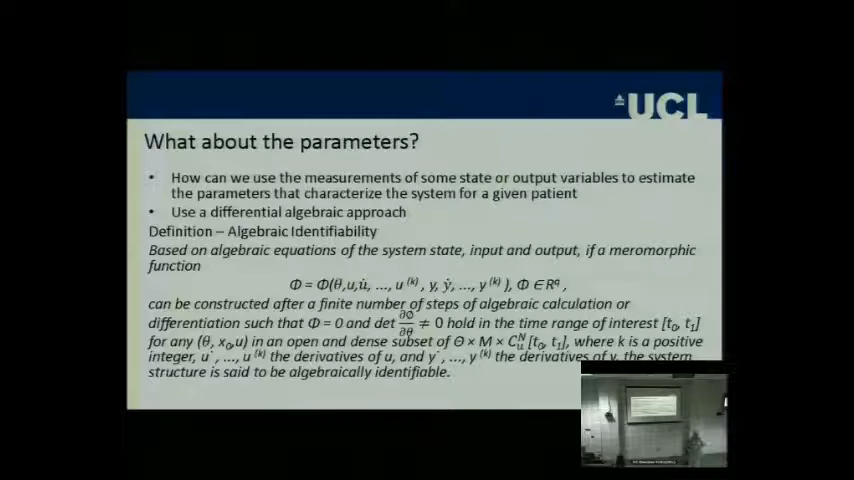 UCL
What about the parameters?
• How can we use the measurements of some state or output variables to estimate
the parameters that characterize the system for a given patient
• Use a differential algebraic approach
Definition – Algebraic Identifiability
Based on algebraic equations of the system state, input and output, if a meromorphic
function
Φ = Φ(θ,u,u̇, ..., u ⁽ᵏ⁾, y, ẏ, ..., y ⁽ᵏ⁾), Φ ∈ R^q ,
can be constructed after a finite number of steps of algebraic calculation or
differentiation such that Φ = 0 and det ∂Φ/∂θ ≠ 0 hold in the time range of interest [t₀, t₁]
for any (θ, x₀,u) in an open and dense subset of Θ × M × C_u^N [t₀, t₁], where k is a positive
integer, u˙, ..., u ⁽ᵏ⁾ the derivatives of u, and y˙, ..., y ⁽ᵏ⁾ the derivatives of y, the system
structure is said to be algebraically identifiable.